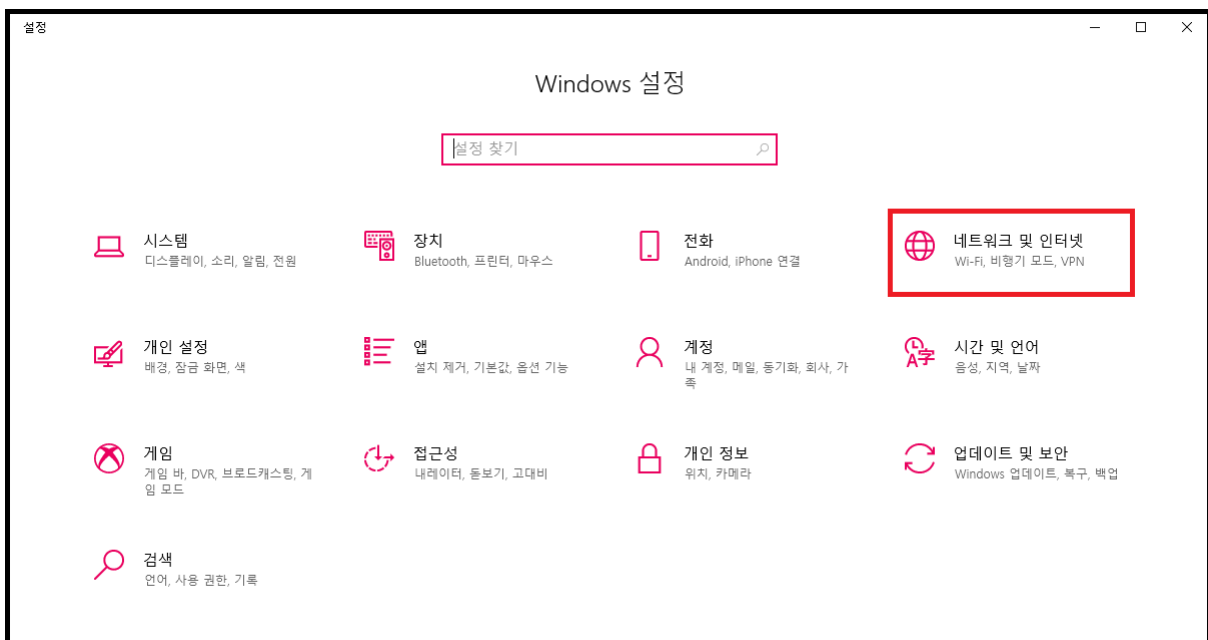 설정
Windows 설정
설정 찾기
시스템
디스플레이, 소리, 알림, 전원
장치
Bluetooth, 프린터, 마우스
전화
Android, iPhone 연결
네트워크 및 인터넷
Wi-Fi, 비행기 모드, VPN
개인 설정
배경, 잠금 화면, 색
앱
설치 제거, 기본값, 옵션 기능
계정
내 계정, 메일, 동기화, 회사, 가
족
시간 및 언어
음성, 지역, 날짜
게임
게임 바, DVR, 브로드캐스팅, 게
임 모드
접근성
내레이터, 돋보기, 고대비
개인 정보
위치, 카메라
업데이트 및 보안
Windows 업데이트, 복구, 백업
검색
언어, 사용 권한, 기록